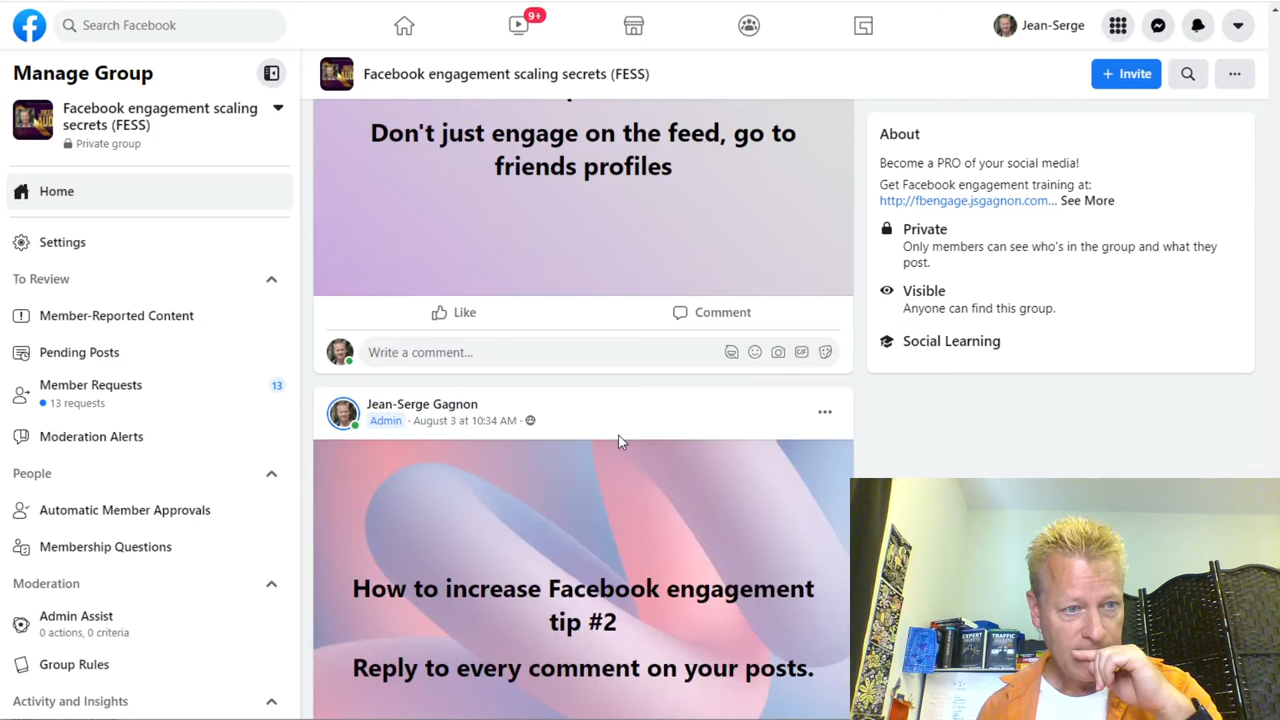 Search Facebook
9+
Jean-Serge
Manage Group
Facebook engagement scaling
secrets (FESS)
Private group
Home
Settings
To Review
Member-Reported Content
Pending Posts
Member Requests
13
13 requests
Moderation Alerts
People
Automatic Member Approvals
Membership Questions
Moderation
Admin Assist
0 actions, 0 criteria
Group Rules
Activity and Insights
Facebook engagement scaling secrets (FESS)
+ Invite
Don't just engage on the feed, go to
friends profiles
Like
Comment
Write a comment...
GIF
Jean-Serge Gagnon
Admin · August 3 at 10:34 AM ·
How to increase Facebook engagement
tip #2
Reply to every comment on your posts.
About
Become a PRO of your social media!
Get Facebook engagement training at:
http://fbengage.jsgagnon.com... See More
Private
Only members can see who's in the group and what they
post.
Visible
Anyone can find this group.
Social Learning
EXPERT
TRAFFIC